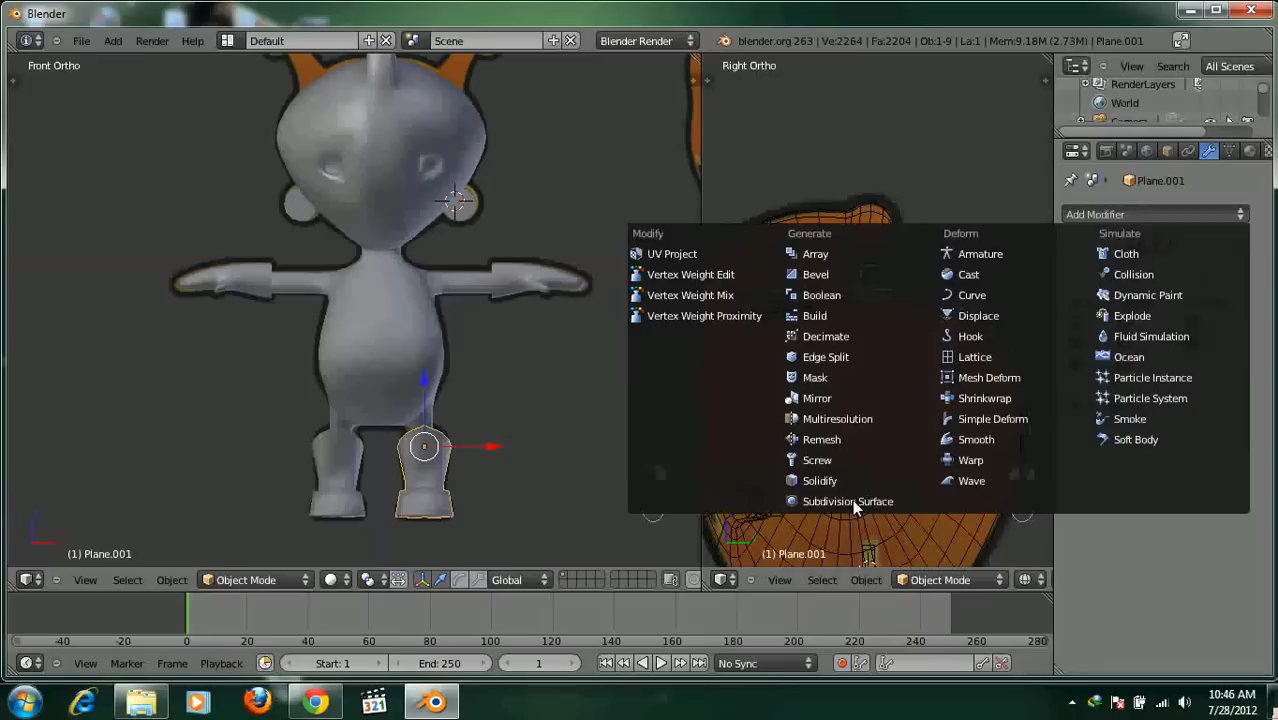 Blender
File Add Render Help Default Scene Blender Render blender.org 263 | Ve:2264 | Fa:2204 | Ob:1-9 | La:1 | Mem:9.18M (2.73M) | Plane.001
Front Ortho
Right Ortho
View Search All Scenes
RenderLayers
World
Plane.001
Add Modifier
Modify
UV Project
Vertex Weight Edit
Vertex Weight Mix
Vertex Weight Proximity
Generate
Array
Bevel
Boolean
Build
Decimate
Edge Split
Mask
Mirror
Multiresolution
Remesh
Screw
Solidify
Subdivision Surface
Deform
Armature
Cast
Curve
Displace
Hook
Lattice
Mesh Deform
Shrinkwrap
Simple Deform
Smooth
Warp
Wave
Simulate
Cloth
Collision
Dynamic Paint
Explode
Fluid Simulation
Ocean
Particle Instance
Particle System
Smoke
Soft Body
(1) Plane.001
(1) Plane.001
View Select Object Object Mode Global
View Select Object Object Mode
-40 -20 0 20 40 60 80 100 120 140 160 180 200 220 240 260 280
View Marker Frame Playback Start: 1 End: 250 1 No Sync
321
10:46 AM
7/28/2012